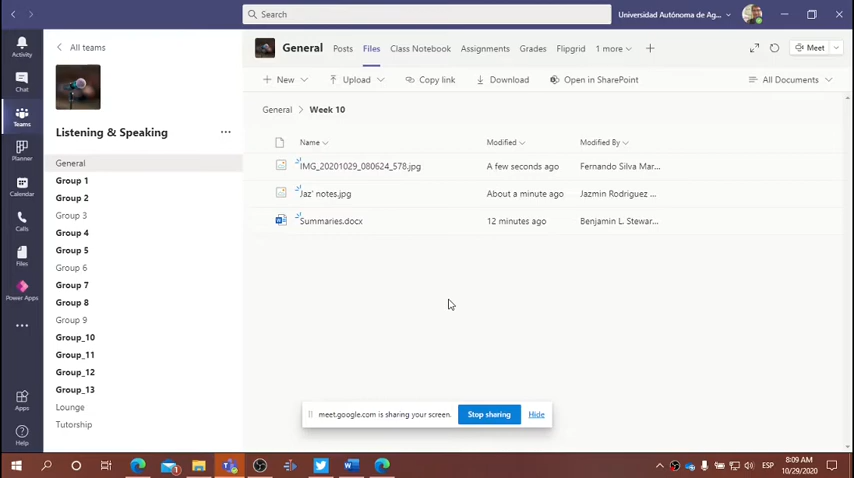 Search
Universidad Autónoma de Ag...
Activity
Chat
Teams
Planner
Calendar
Calls
Files
Power Apps
Apps
Help
All teams
Listening & Speaking
General
Group 1
Group 2
Group 3
Group 4
Group 5
Group 6
Group 7
Group 8
Group 9
Group_10
Group_11
Group_12
Group_13
Lounge
Tutorship
General Posts Files Class Notebook Assignments Grades Flipgrid 1 more Meet
New Upload Copy link Download Open in SharePoint All Documents
General > Week 10
Name Modified Modified By
IMG_20201029_080624_578.jpg A few seconds ago Fernando Silva Mar...
Jaz' notes.jpg About a minute ago Jazmin Rodriguez ...
Summaries.docx 12 minutes ago Benjamin L. Stewar...
meet.google.com is sharing your screen. Stop sharing Hide
ESP
8:09 AM
10/29/2020